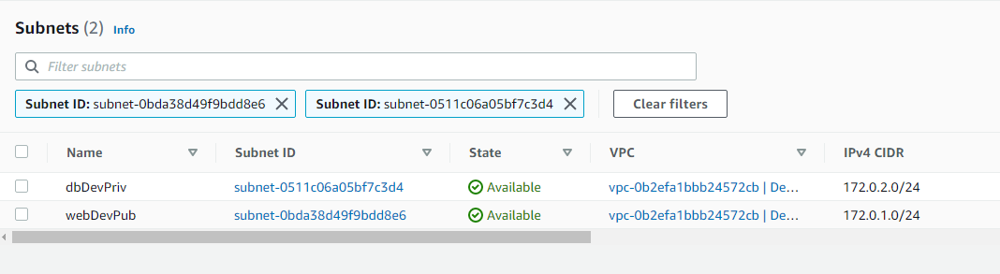 Subnets (2) Info
Filter subnets
Subnet ID: subnet-0bda38d49f9bdd8e6 Subnet ID: subnet-0511c06a05bf7c3d4 Clear filters
Name Subnet ID State VPC IPv4 CIDR
dbDevPriv subnet-0511c06a05bf7c3d4 Available vpc-0b2efa1bbb24572cb | De... 172.0.2.0/24
webDevPub subnet-0bda38d49f9bdd8e6 Available vpc-0b2efa1bbb24572cb | De... 172.0.1.0/24